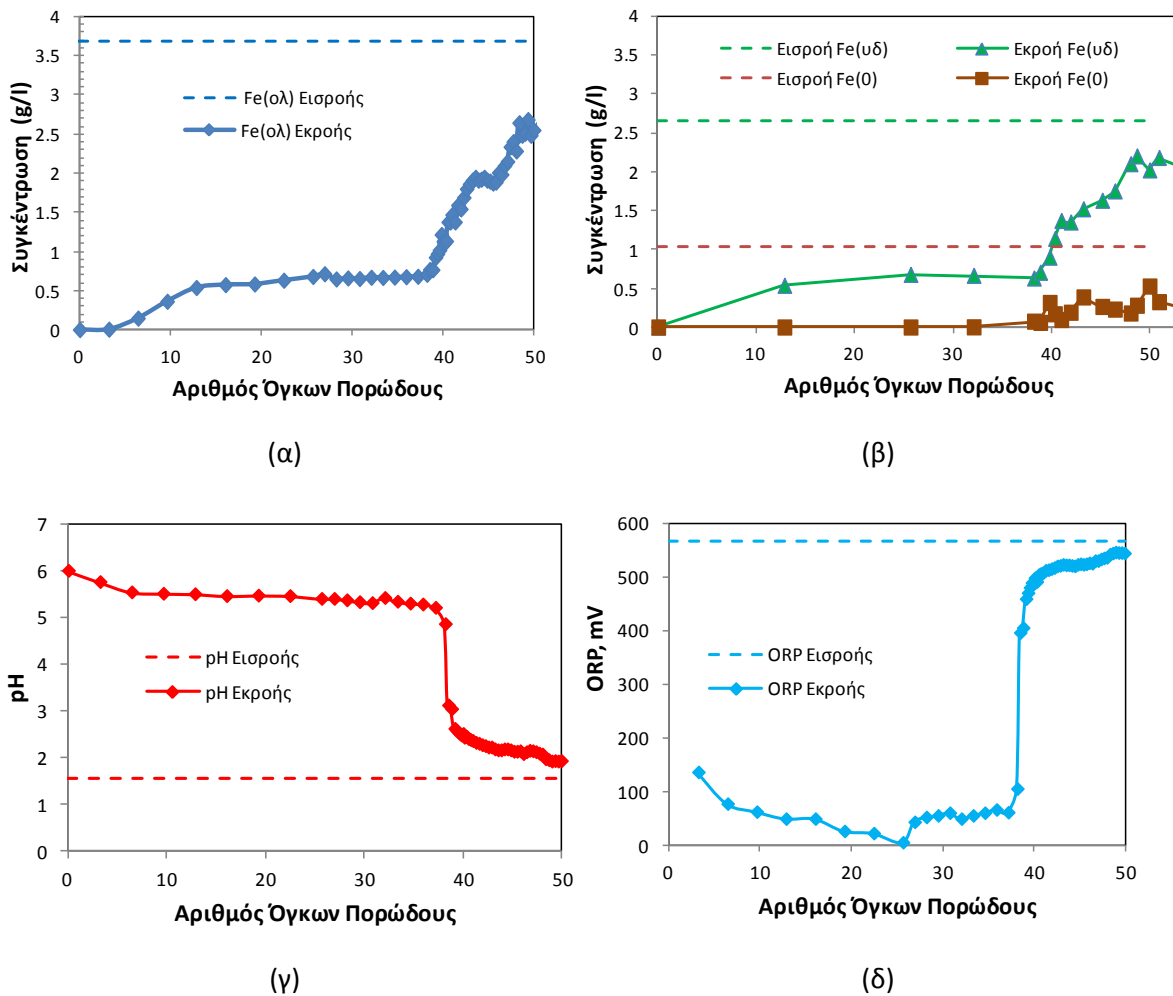 4
3.5
3
2.5
2
1.5
1
0.5
0
Συγκέντρωση (g/l)
Fe(ολ) Εισροής
Fe(ολ) Εκροής
0 10 20 30 40 50
Αριθμός Όγκων Πορώδους
(α)
4
3.5
3
2.5
2
1.5
1
0.5
0
Συγκέντρωση (g/l)
Εισροή Fe(υδ) Εκροή Fe(υδ)
Εισροή Fe(0) Εκροή Fe(0)
0 10 20 30 40 50
Αριθμός Όγκων Πορώδους
(β)
7
6
5
4
3
2
1
0
pH
pH Εισροής
pH Εκροής
0 10 20 30 40 50
Αριθμός Όγκων Πορώδους
(γ)
600
500
400
300
200
100
0
ORP, mV
ORP Εισροής
ORP Εκροής
0 10 20 30 40 50
Αριθμός Όγκων Πορώδους
(δ)